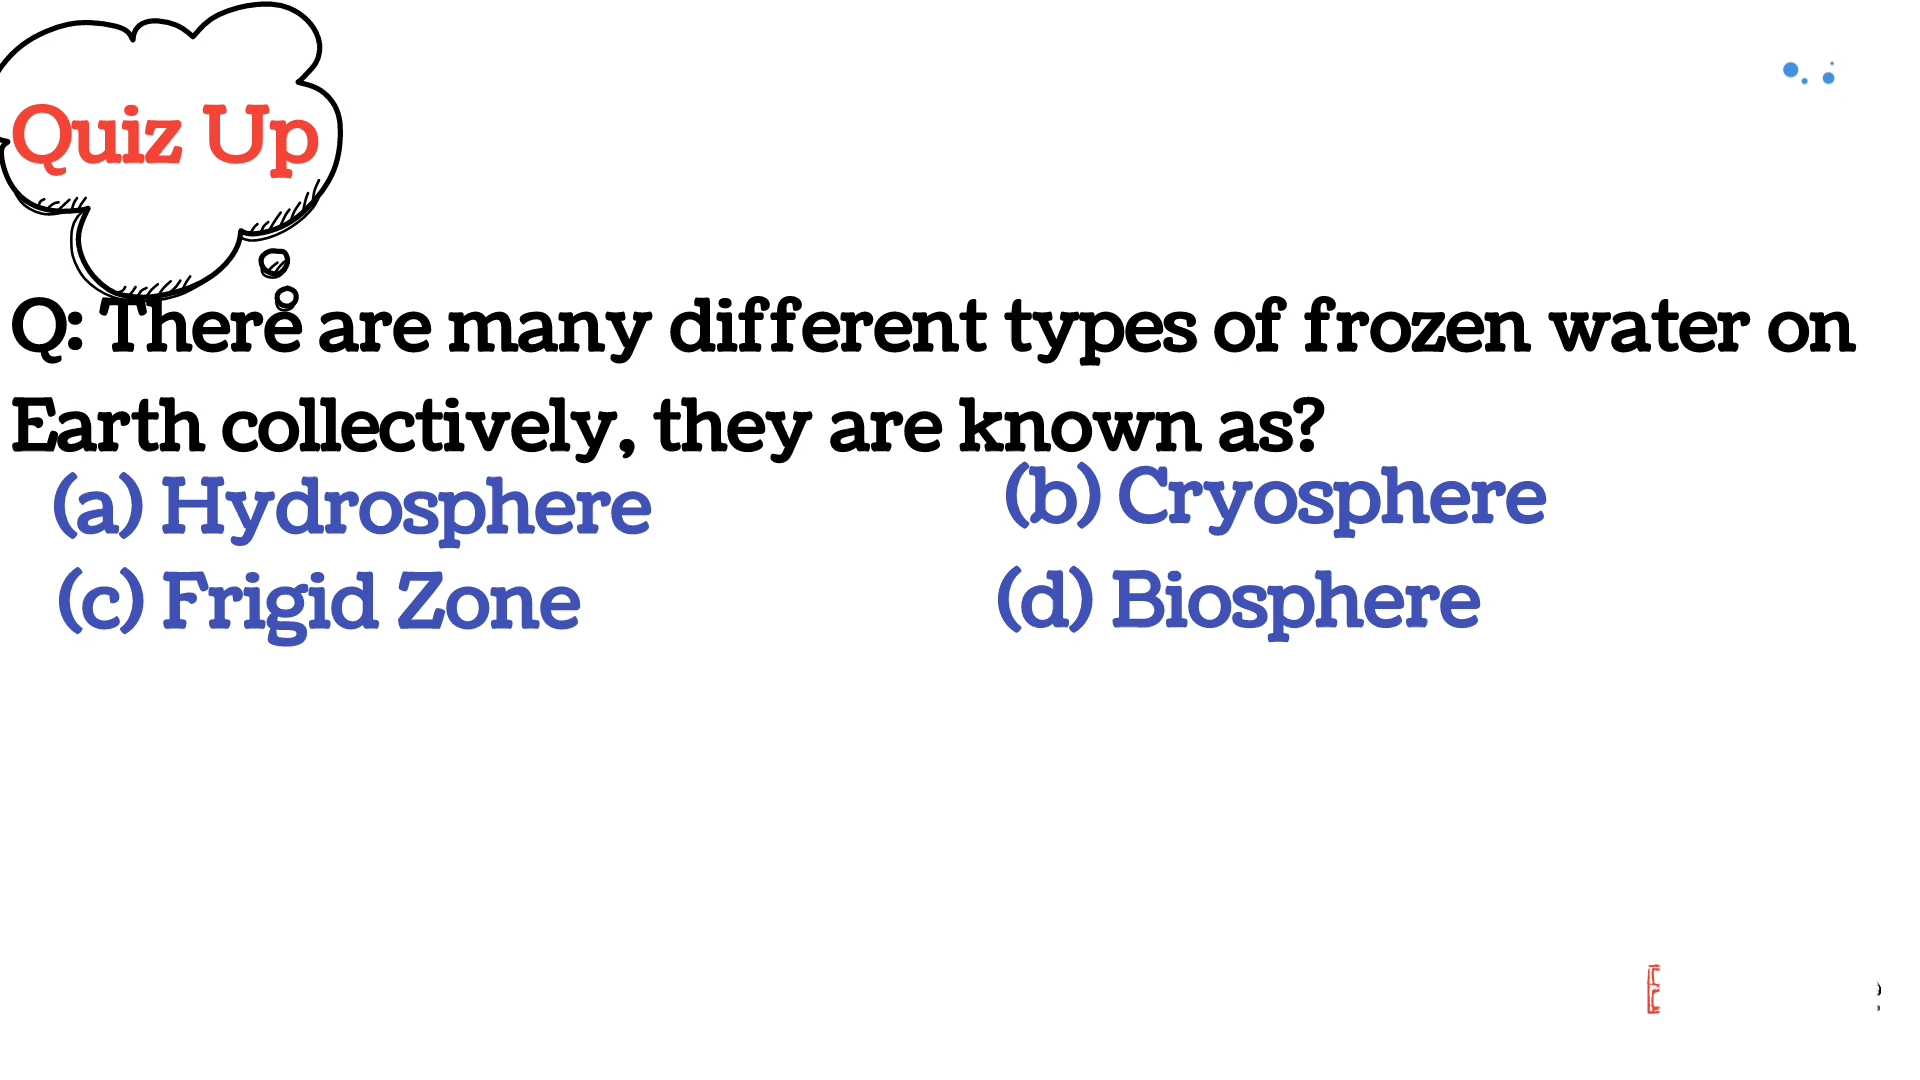 Quiz Up
Q: There are many different types of frozen water on
Earth collectively, they are known as?
(a) Hydrosphere
(b) Cryosphere
(c) Frigid Zone
(d) Biosphere